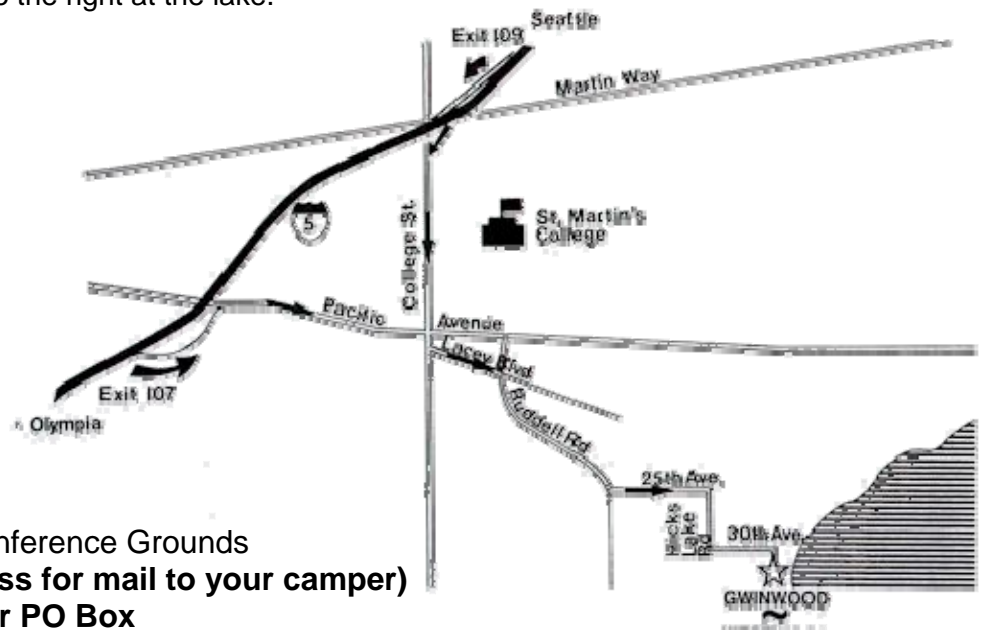 the right at the lake.
Seattle
Exit 109
Martin Way
5
College St.
St. Martin's
College
Pacific
Avenue
Lacey Blvd
Exit 107
Olympia
Ruddell Rd
25th Ave.
Hicks
Lake
Rd
30th Ave.
GWINWOOD
nference Grounds
ss for mail to your camper)
r PO Box